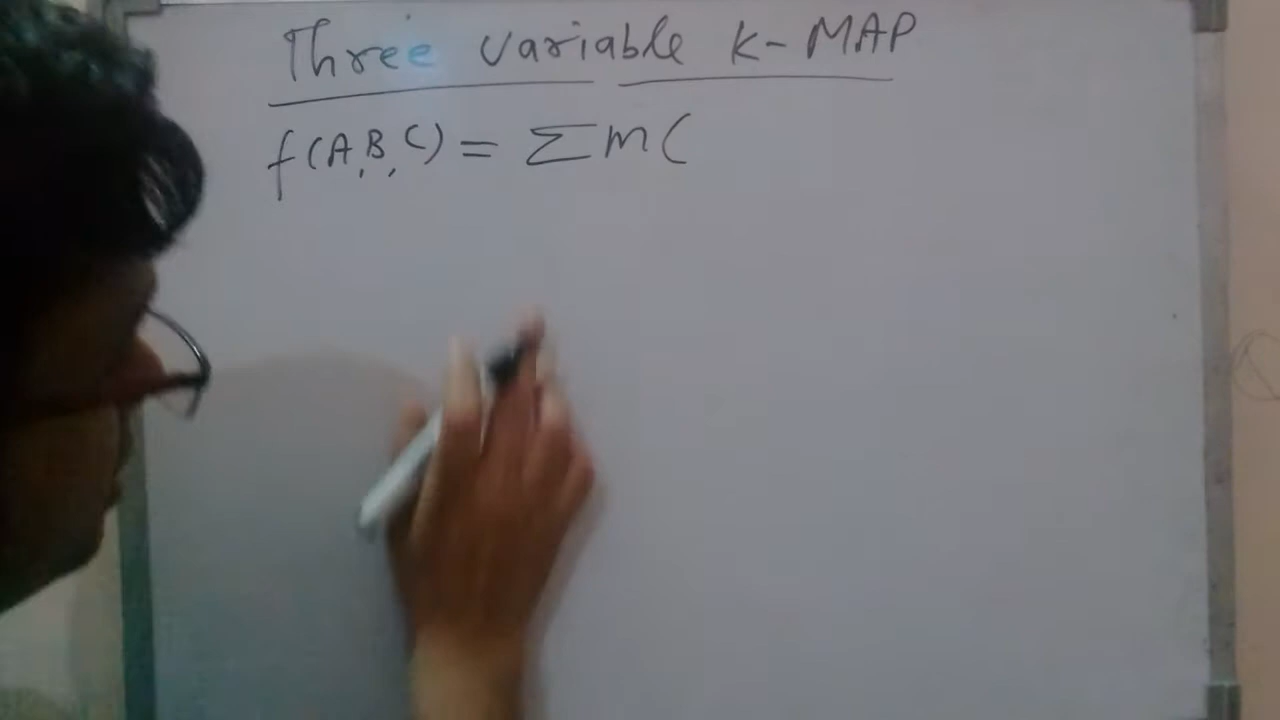 Three variable K-MAP
f(A,B,C) = Σm(